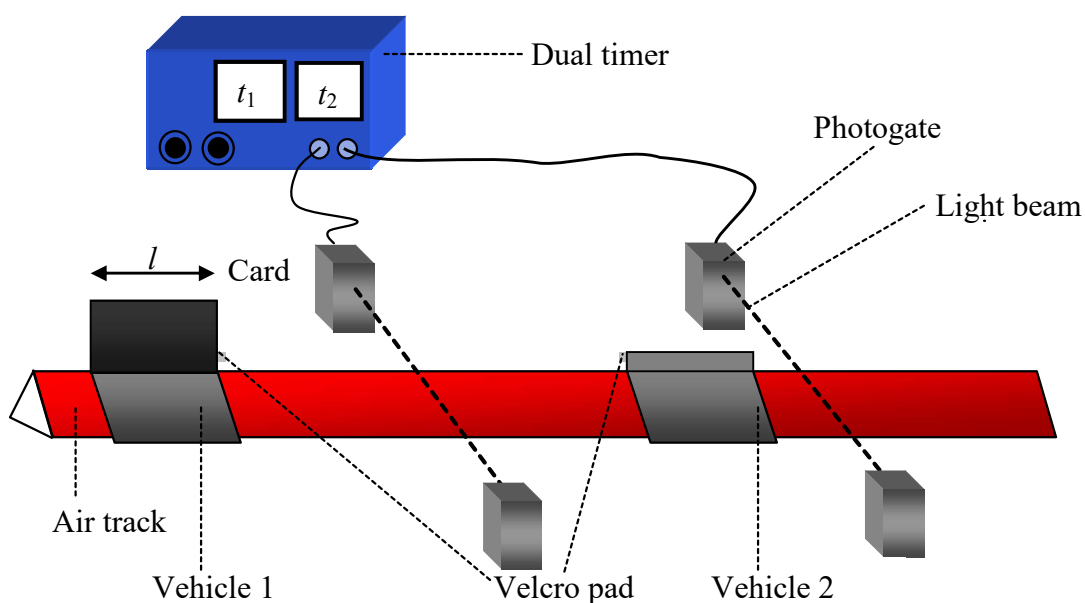 Dual timer
t1
t2
Photogate
Light beam
l
Card
Air track
Vehicle 1
Velcro pad
Vehicle 2